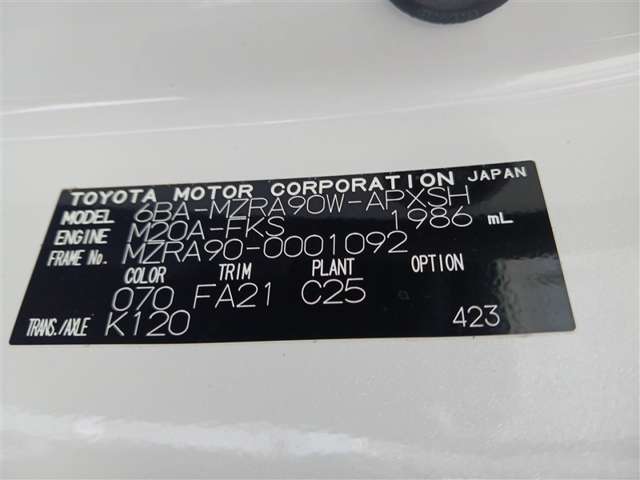 TOYOTA MOTOR CORPORATION JAPAN
MODEL 6BA-MZRA90W-APXSH
ENGINE M20A-FKS 1986 mL
FRAME No. MZRA90-0001092
COLOR TRIM PLANT OPTION
070 FA21 C25
TRANS./AXLE K120 423